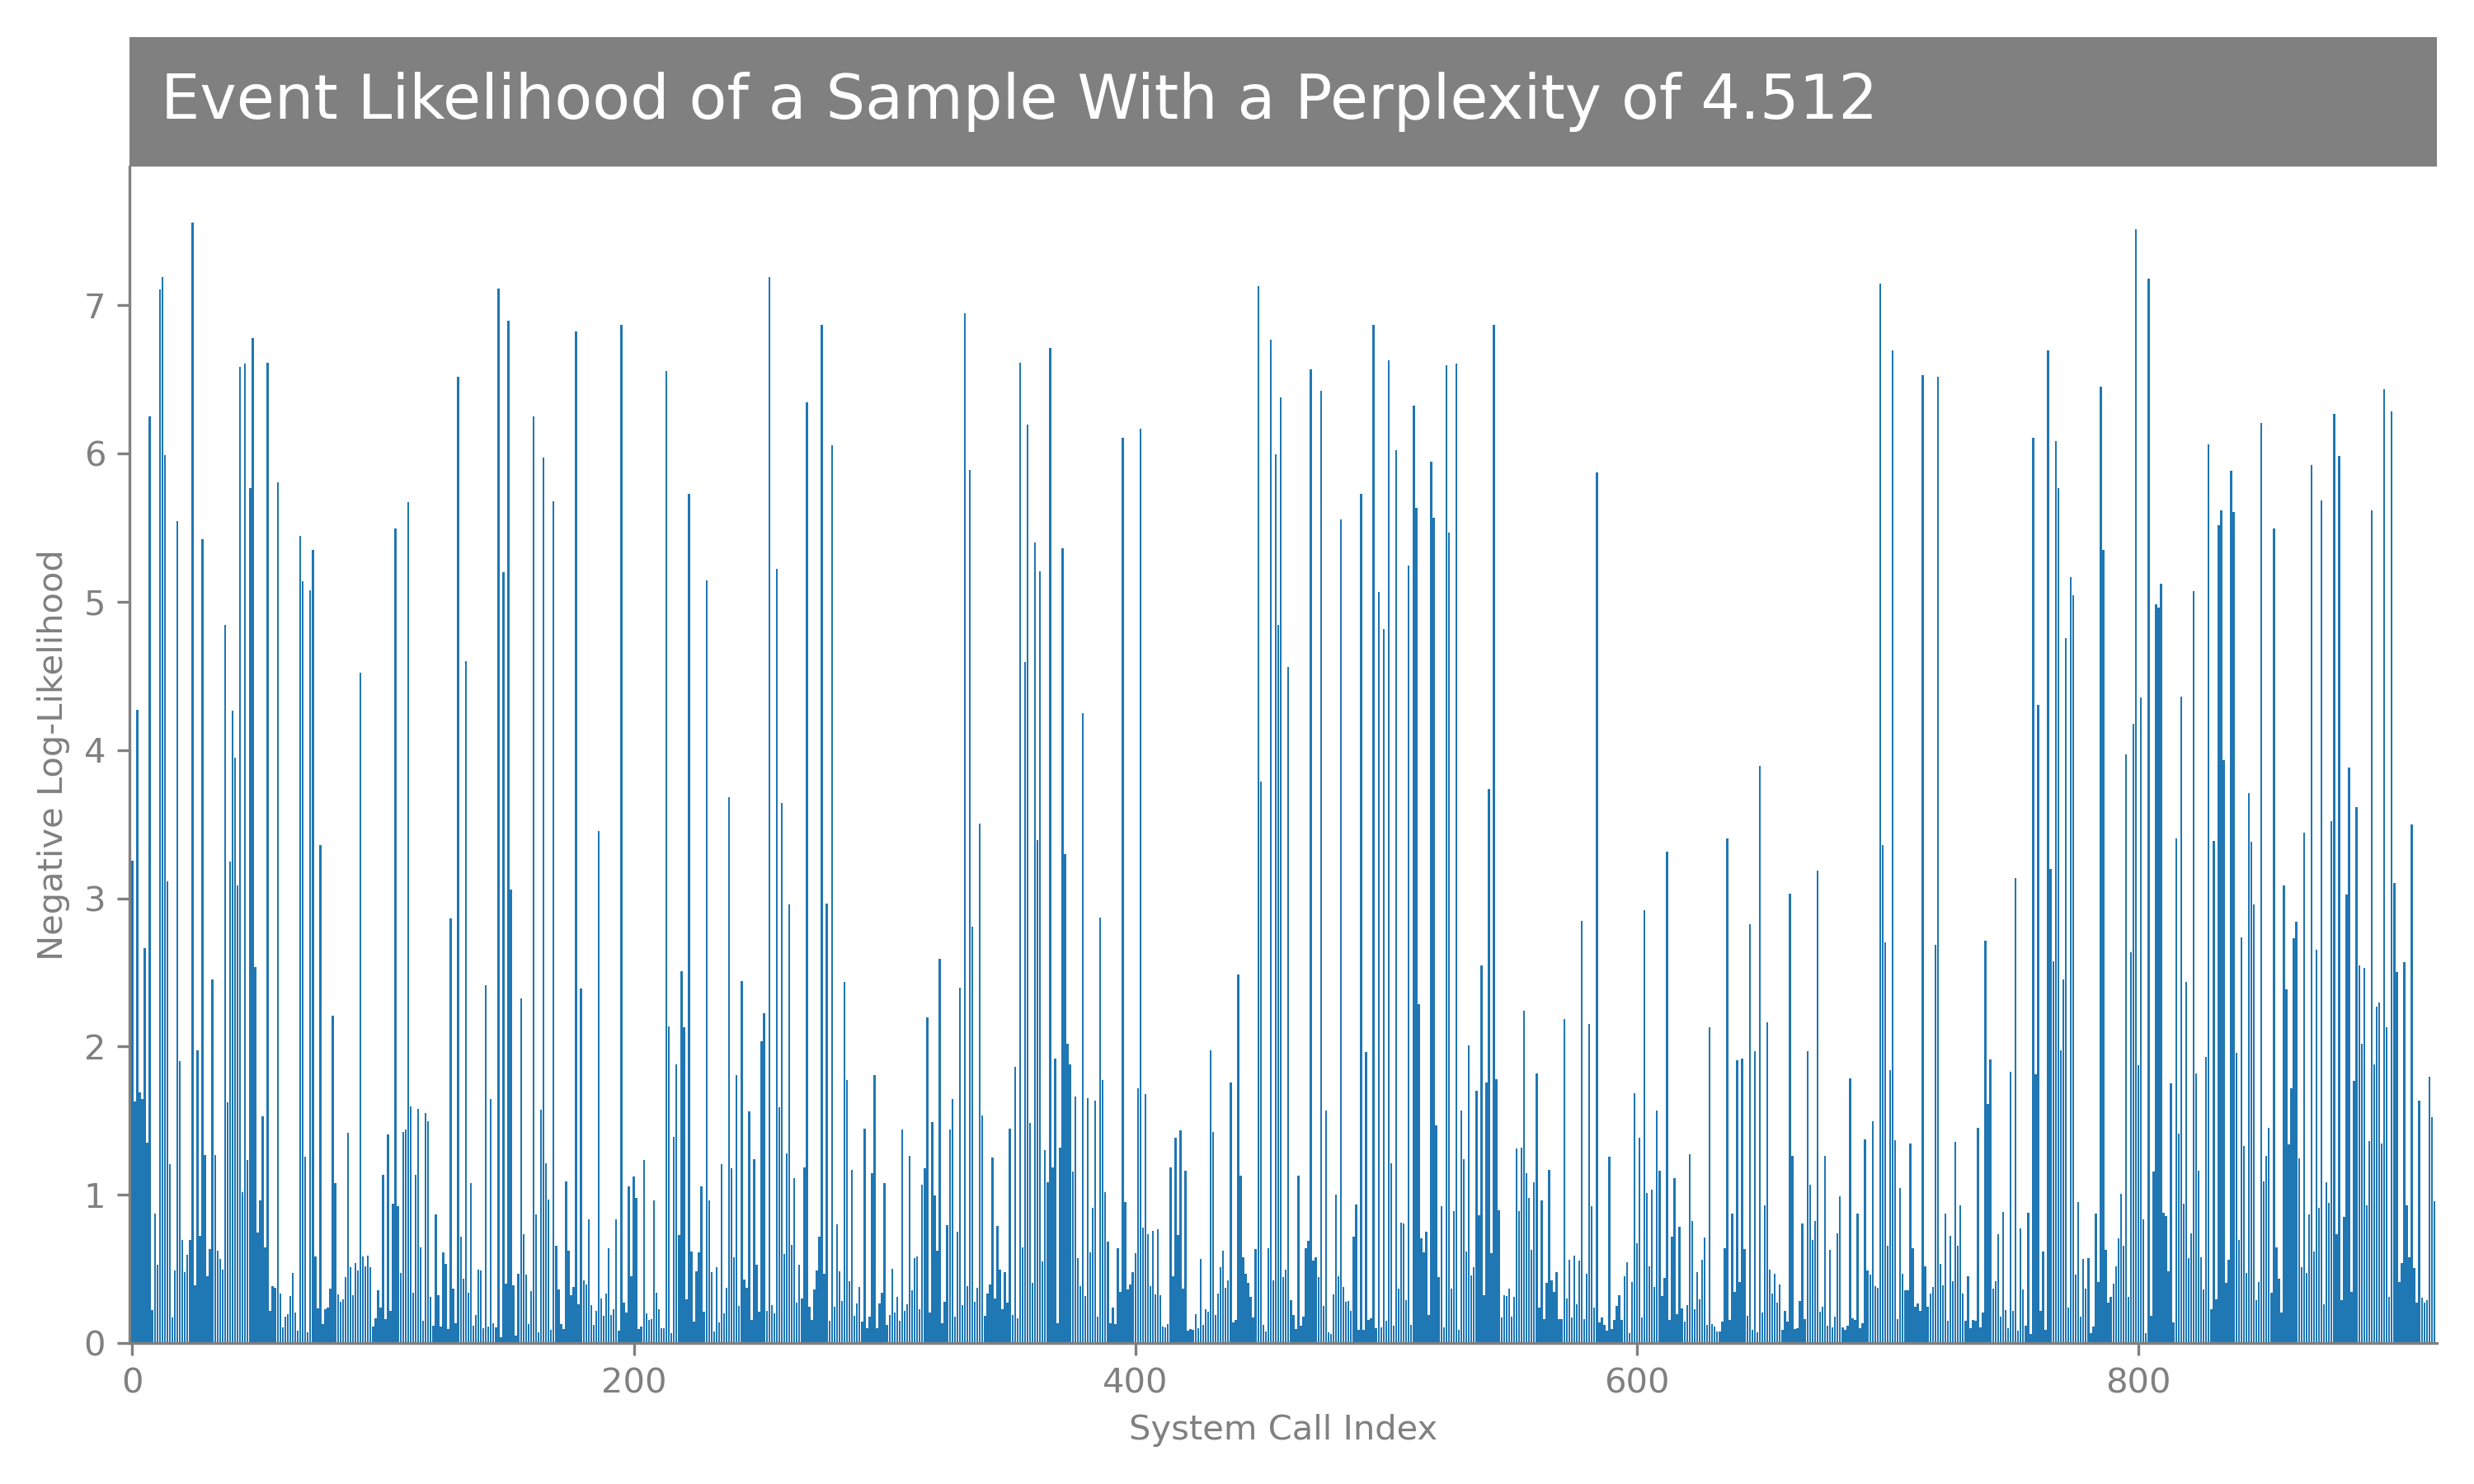 Event Likelihood of a Sample With a Perplexity of 4.512
Negative Log-Likelihood
7
6
5
4
3
2
1
0
0 200 400 600 800
System Call Index